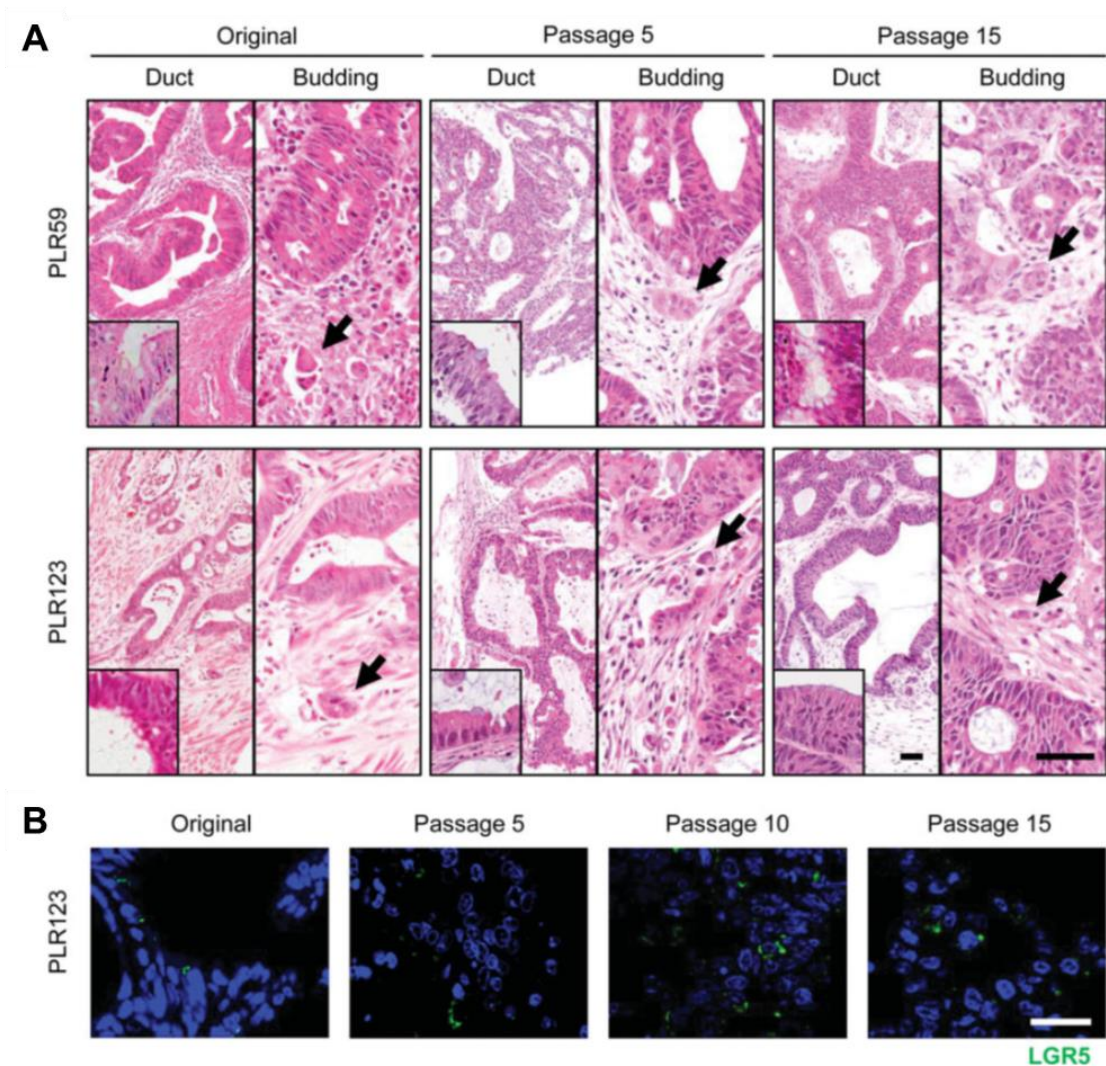 A
Original Passage 5 Passage 15
Duct Budding Duct Budding Duct Budding
PLR59
PLR123
B
Original Passage 5 Passage 10 Passage 15
PLR123
LGR5